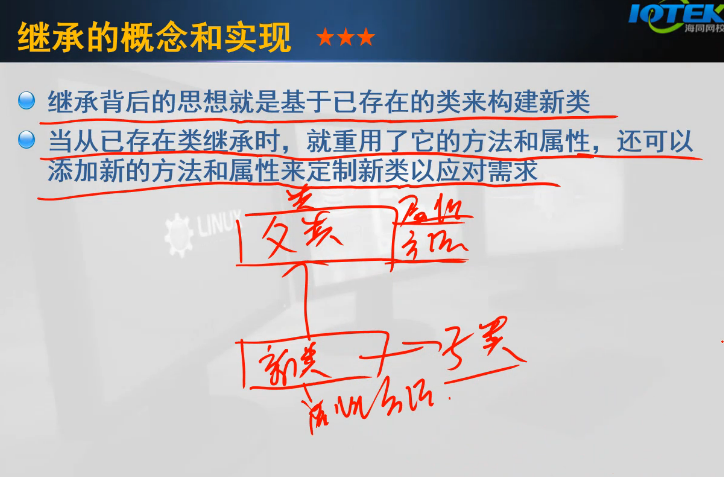 继承的概念和实现 ★★★
IOTEK
海同网校
继承背后的思想就是基于已存在的类来构建新类
当从已存在类继承时，就重用了它的方法和属性，还可以
添加新的方法和属性来定制新类以应对需求
类
LINUX
父类
属性
方法
新类
子类
属性 方法